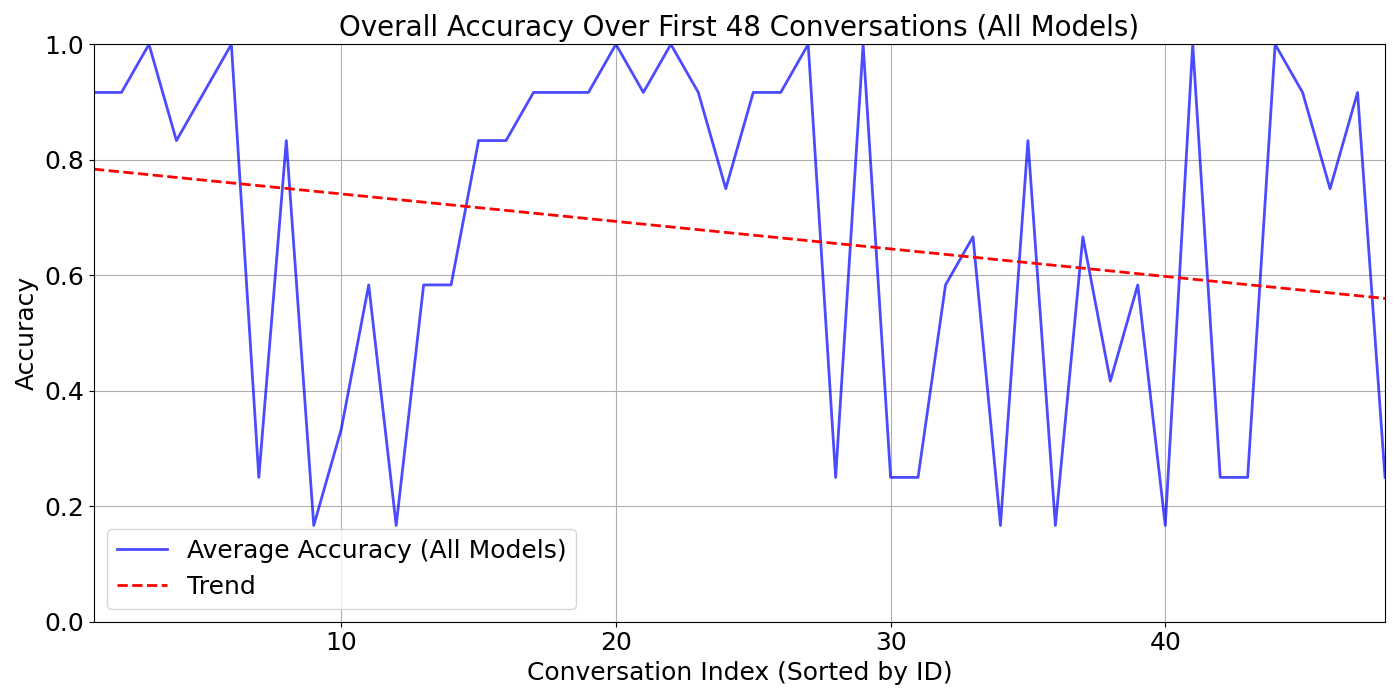 Overall Accuracy Over First 48 Conversations (All Models)
1.0
0.8
0.6
0.4
0.2
0.0
Accuracy
Average Accuracy (All Models)
Trend
10 20 30 40
Conversation Index (Sorted by ID)